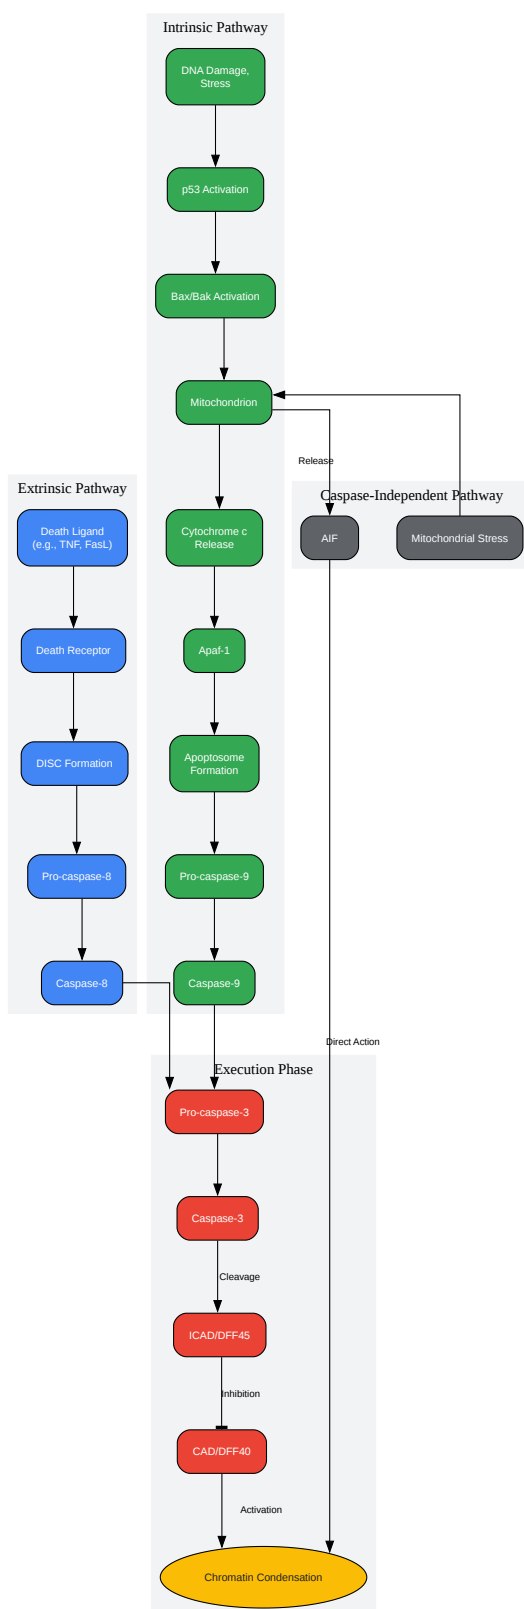 Intrinsic Pathway
DNA Damage,
Stress
p53 Activation
Bax/Bak Activation
Mitochondrion
Release
Extrinsic Pathway
Caspase-Independent Pathway
Death Ligand
(e.g., TNF, FasL)
Cytochrome c
Release
AIF
Mitochondrial Stress
Death Receptor
Apaf-1
DISC Formation
Apoptosome
Formation
Pro-caspase-8
Pro-caspase-9
Caspase-8
Caspase-9
Direct Action
Execution Phase
Pro-caspase-3
Caspase-3
Cleavage
ICAD/DFF45
Inhibition
CAD/DFF40
Activation
Chromatin Condensation